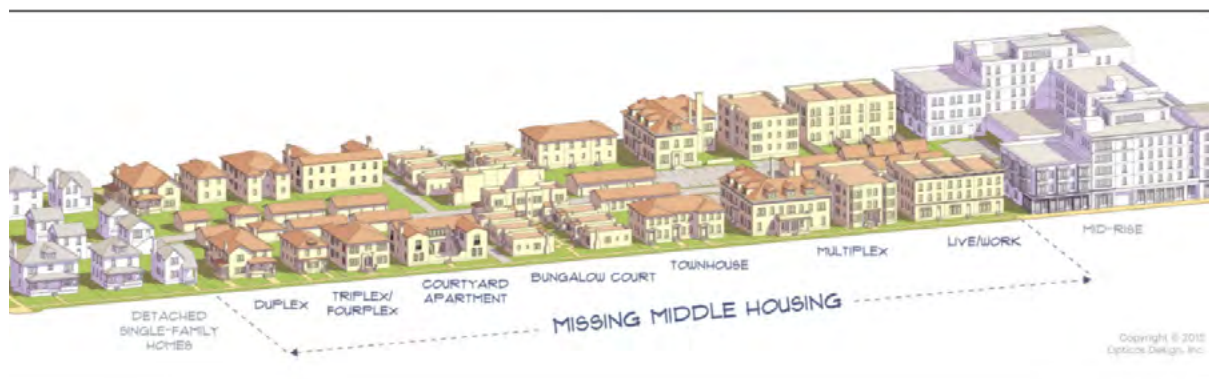 DETACHED
SINGLE-FAMILY
HOMES
DUPLEX
TRIPLEX/
FOURPLEX
COURTYARD
APARTMENT
BUNGALOW COURT
TOWNHOUSE
MULTIPLEX
LIVE/WORK
MID-RISE
MISSING MIDDLE HOUSING
Copyright © 2015
Opticos Design, Inc.